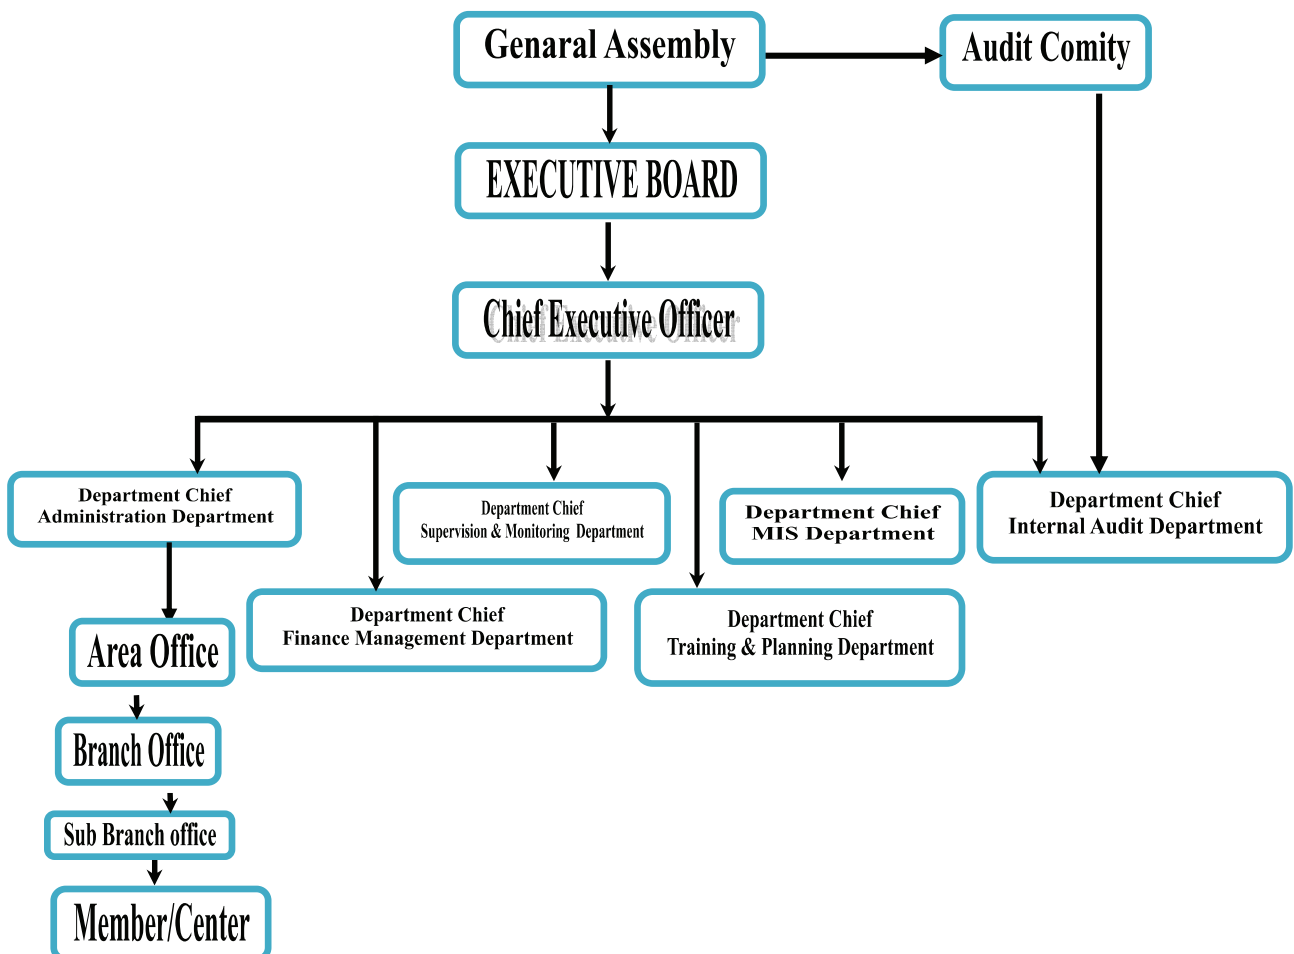 Genaral Assembly
Audit Comity
EXECUTIVE BOARD
Chief Executive Officer
Department Chief
Administration Department
Department Chief
Supervision & Monitoring Department
Department Chief
MIS Department
Department Chief
Internal Audit Department
Department Chief
Finance Management Department
Department Chief
Training & Planning Department
Area Office
Branch Office
Sub Branch office
Member/Center